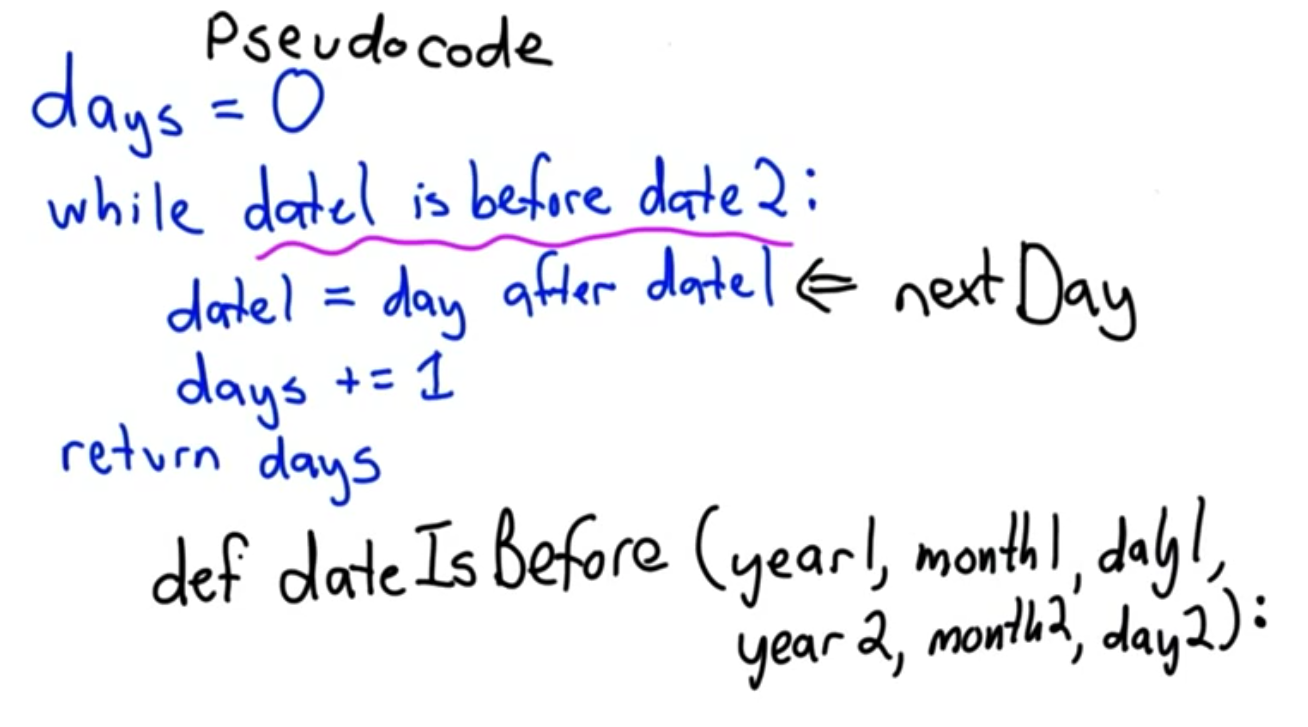 Pseudocode
days = 0
while date1 is before date2:
date1 = day after date1 ⇐ nextDay
days += 1
return days
def dateIsBefore (year1, month1, day1,
year2, month2, day2):